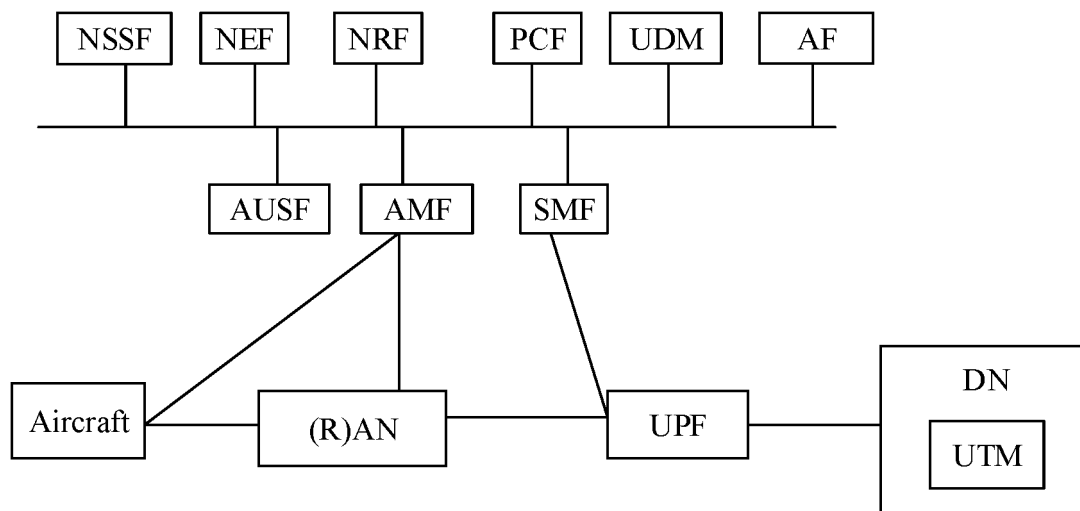 NSSF
NEF
NRF
PCF
UDM
AF
AUSF
AMF
SMF
Aircraft
(R)AN
UPF
DN
UTM